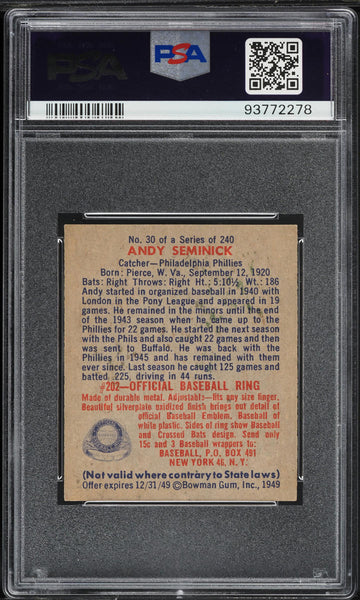 PSA
PSA
93772278
No. 30 of a Series of 240
ANDY SEMINICK
Catcher—Philadelphia Phillies
Born: Pierce, W. Va., September 12, 1920
Bats: Right Throws: Right Ht.: 5:10½ Wt.: 186
Andy started in organized baseball in 1940 with
London in the Pony League and appeared in 19
games. He remained in the minors until the end
of the 1943 season when he came up to the
Phillies for 22 games. He started the next season
with the Phils and also caught 22 games and then
was sent to Buffalo. He was back with the
Phillies in 1945 and has remained with them
ever since. Last season he caught 125 games and
batted .225, driving in 44 runs.
#202—OFFICIAL BASEBALL RING
Made of durable metal. Adjustable—fits any size finger.
Beautiful silverplate oxidized finish brings out detail of
official Baseball Emblem. Baseball of
white plastic. Sides of ring show Baseball
and Crossed Bats design. Send only
15c and 3 Baseball wrappers to:
BASEBALL, P.O. BOX 491
NEW YORK 46, N.Y.
(Not valid where contrary to State laws)
Offer expires 12/31/49 ©Bowman Gum, Inc., 1949